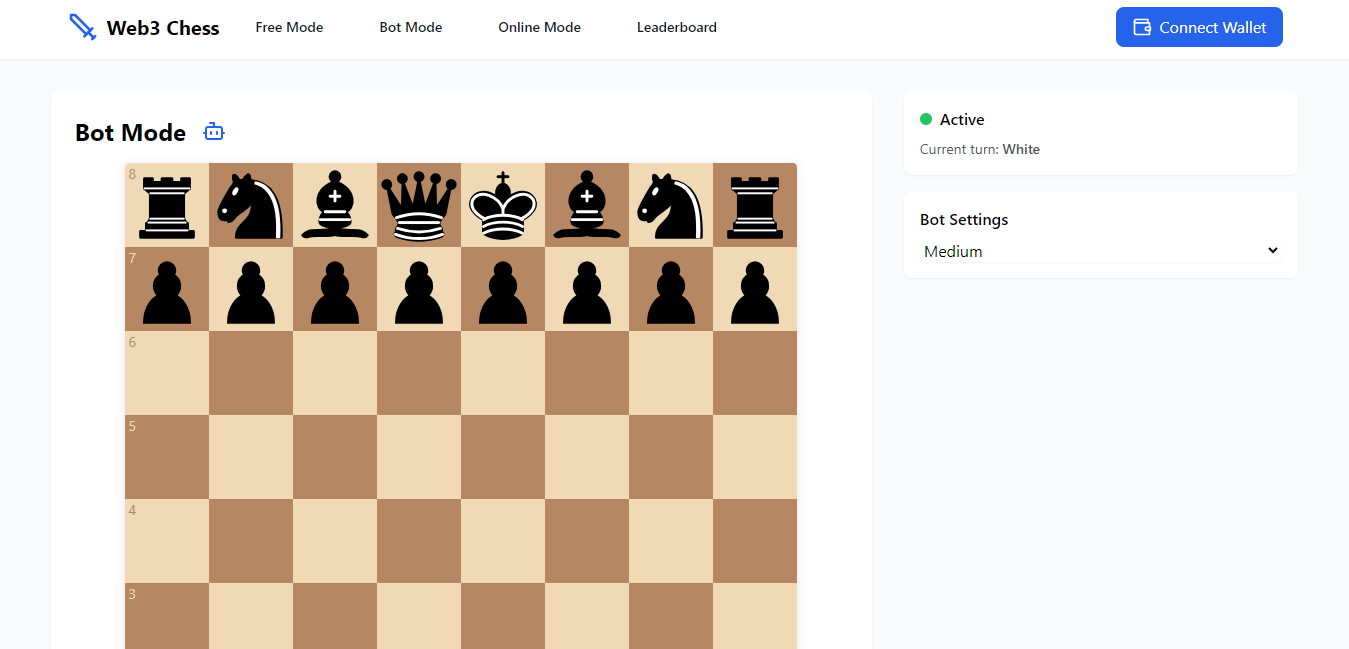 Web3 Chess Free Mode Bot Mode Online Mode Leaderboard Connect Wallet
Bot Mode
8
7
6
5
4
3
Active
Current turn: White
Bot Settings
Medium